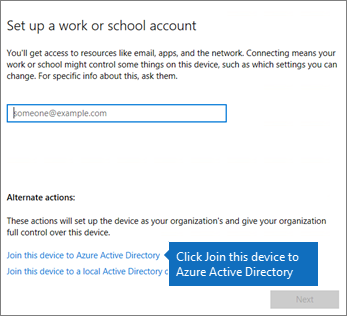 Set up a work or school account
You'll get access to resources like email, apps, and the network. Connecting means your
work or school might control some things on this device, such as which settings you can
change. For specific info about this, ask them.
someone@example.com
Alternate actions:
These actions will set up the device as your organization's and give your organization
full control over this device.
Join this device to Azure Active Directory
Click Join this device to
Azure Active Directory
Join this device to a local Active Directory
Next